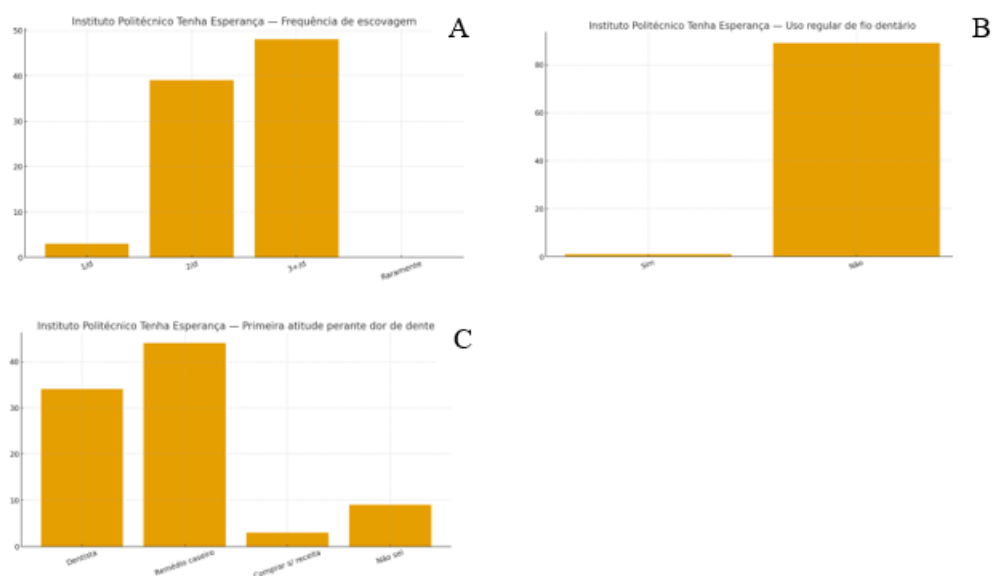 Instituto Politécnico Tenha Esperança — Frequência de escovagem
A
50
40
30
20
10
0
1/d
2/d
3+/d
Raramente
Instituto Politécnico Tenha Esperança — Uso regular de fio dentário
B
80
60
40
20
0
Sim
Não
Instituto Politécnico Tenha Esperança — Primeira atitude perante dor de dente
C
40
30
20
10
0
Dentista
Remédio caseiro
Comprar s/ receita
Não sei